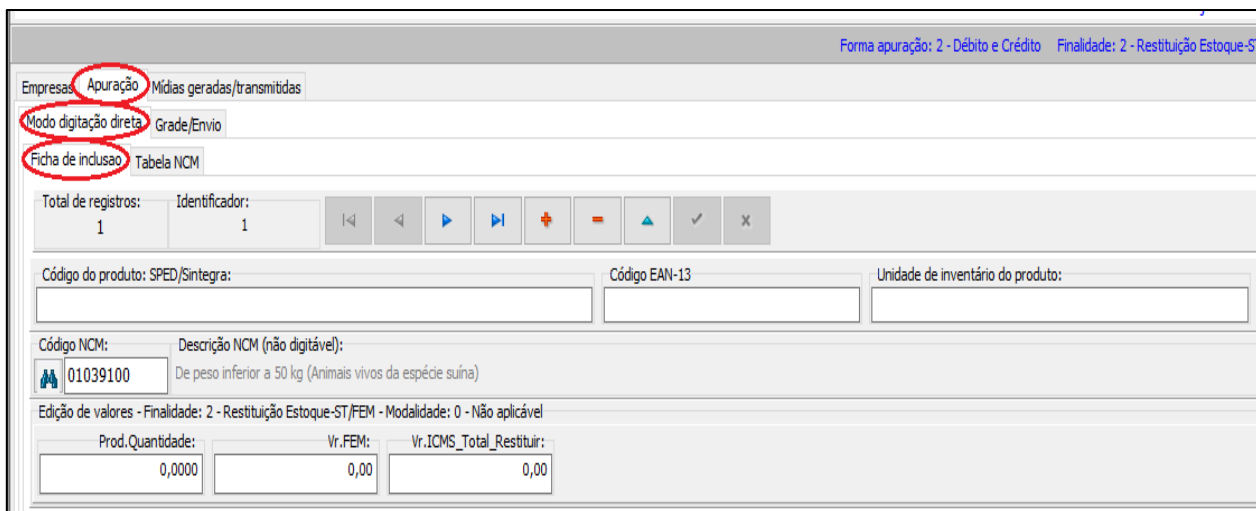 Forma apuração: 2 - Débito e Crédito Finalidade: 2 - Restituição Estoque-ST
Empresas Apuração Mídias geradas/transmitidas
Modo digitação direta Grade/Envio
Ficha de inclusao Tabela NCM
Total de registros: Identificador:
1 1
Código do produto: SPED/Sintegra: Código EAN-13 Unidade de inventário do produto:
Código NCM: Descrição NCM (não digitável):
01039100 De peso inferior a 50 kg (Animais vivos da espécie suína)
Edição de valores - Finalidade: 2 - Restituição Estoque-ST/FEM - Modalidade: 0 - Não aplicável
Prod.Quantidade: Vr.FEM: Vr.ICMS_Total_Restituir:
0,0000 0,00 0,00